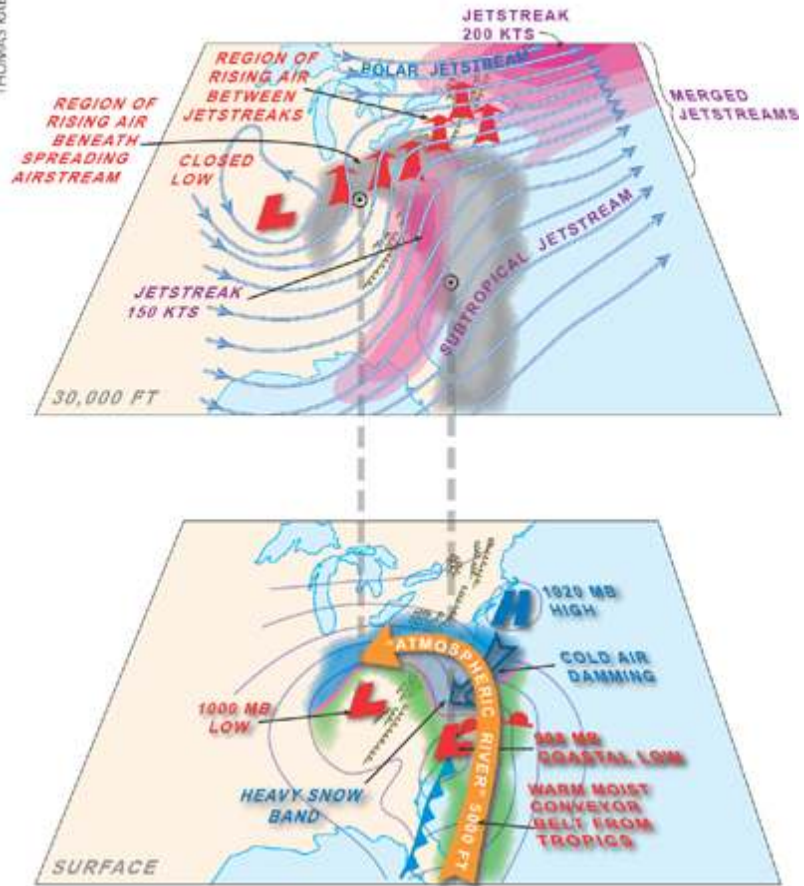 JETSTREAK
200 KTS
REGION OF
RISING AIR
BETWEEN
JETSTREAKS
POLAR JETSTREAM
MERGED
JETSTREAMS
REGION OF
RISING AIR
BENEATH
SPREADING
AIRSTREAM
CLOSED
LOW
L
JETSTREAK
150 KTS
SUBTROPICAL JETSTREAM
30,000 FT
H
1020 MB
HIGH
COLD AIR
DAMMING
"ATMOSPHERIC RIVER" 5000 FT
1000 MB
LOW
L
L
MB
COASTAL LOW
HEAVY SNOW
BAND
WARM MOIST
CONVEYOR
BELT FROM
TROPICS
SURFACE
THOMAS